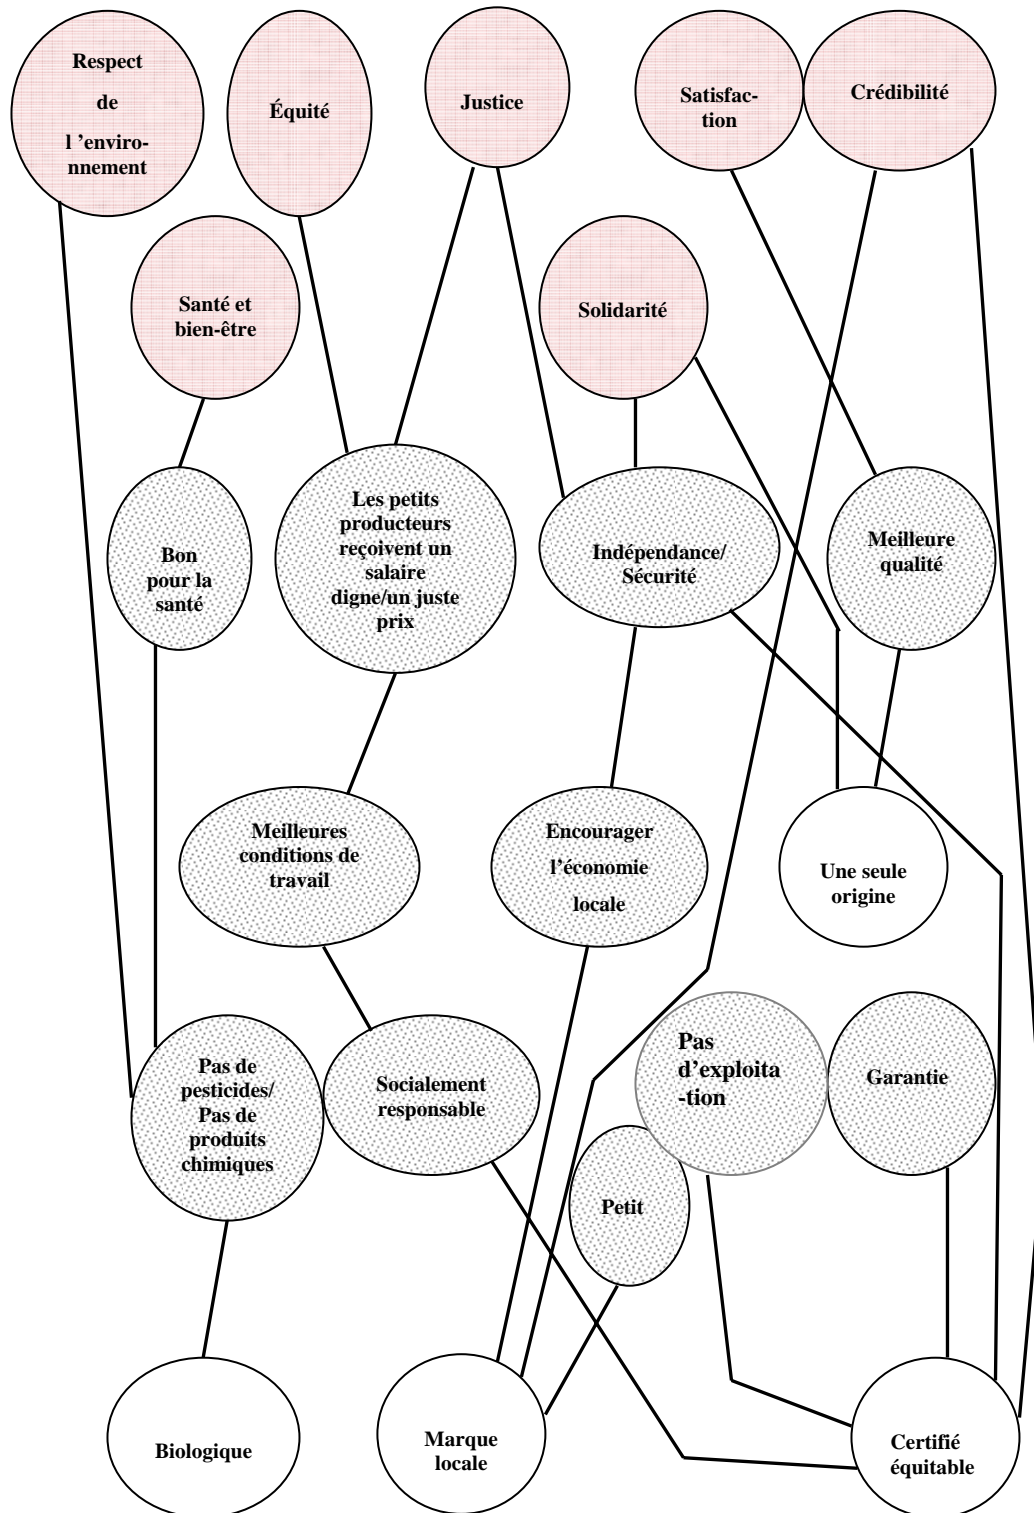 Respect
de
l ’enviro-
nnement
Équité
Justice
Satisfac-
tion
Crédibilité
Santé et
bien-être
Solidarité
Bon
pour la
santé
Les petits
producteurs
reçoivent un
salaire
digne/un juste
prix
Indépendance/
Sécurité
Meilleure
qualité
Meilleures
conditions de
travail
Encourager
l’économie
locale
Une seule
origine
Pas de
pesticides/
Pas de
produits
chimiques
Socialement
responsable
Pas
d’exploita
-tion
Garantie
Petit
Biologique
Marque
locale
Certifié
équitable